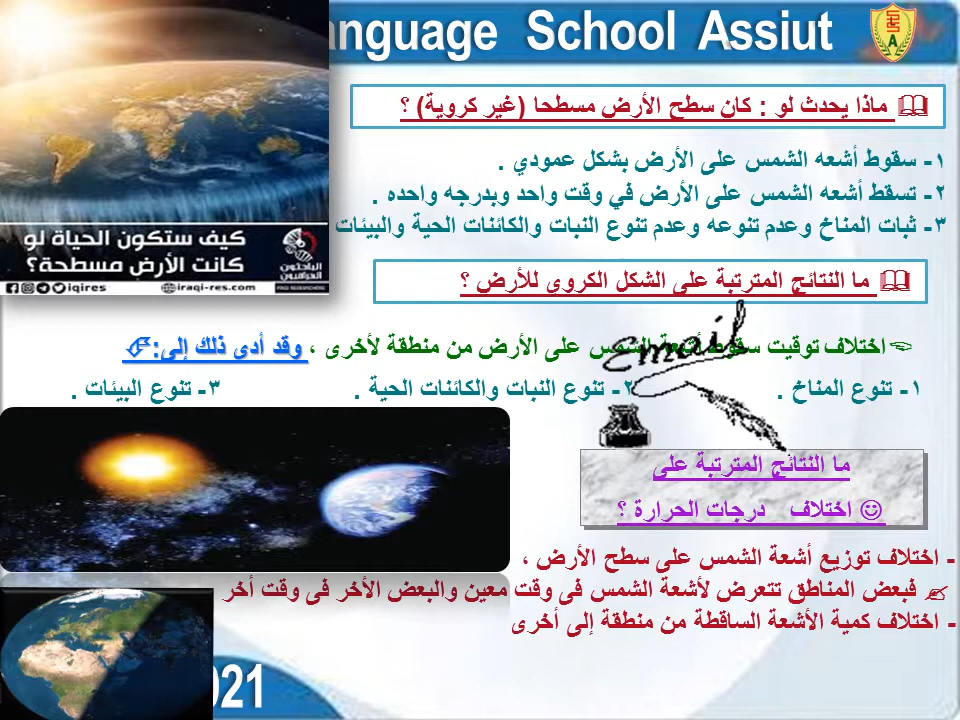 Language School Assiut
ماذا يحدث لو : كان سطح الأرض مسطحا (غير كروية) ؟
١- سقوط أشعه الشمس على الأرض بشكل عمودي .
٢- تسقط أشعه الشمس على الأرض في وقت واحد وبدرجه واحده .
٣- ثبات المناخ وعدم تنوعه وعدم تنوع النبات والكائنات الحية والبيئات
كيف ستكون الحياة لو
كانت الأرض مسطحة؟
الباحثون
العراقيون
IRAQI RESEARCHERS
iqires
iraqi-res.com
ما النتائج المترتبة على الشكل الكروى للأرض ؟
اختلاف توقيت سقوط أشعة الشمس على الأرض من منطقة لأخرى ، وقد أدى ذلك إلى:
١- تنوع المناخ . ٢- تنوع النبات والكائنات الحية . ٣- تنوع البيئات .
Email
ما النتائج المترتبة على
اختلاف درجات الحرارة ؟
- اختلاف توزيع أشعة الشمس على سطح الأرض ،
فبعض المناطق تتعرض لأشعة الشمس فى وقت معين والبعض الأخر فى وقت أخر
- اختلاف كمية الأشعة الساقطة من منطقة إلى أخرى
021